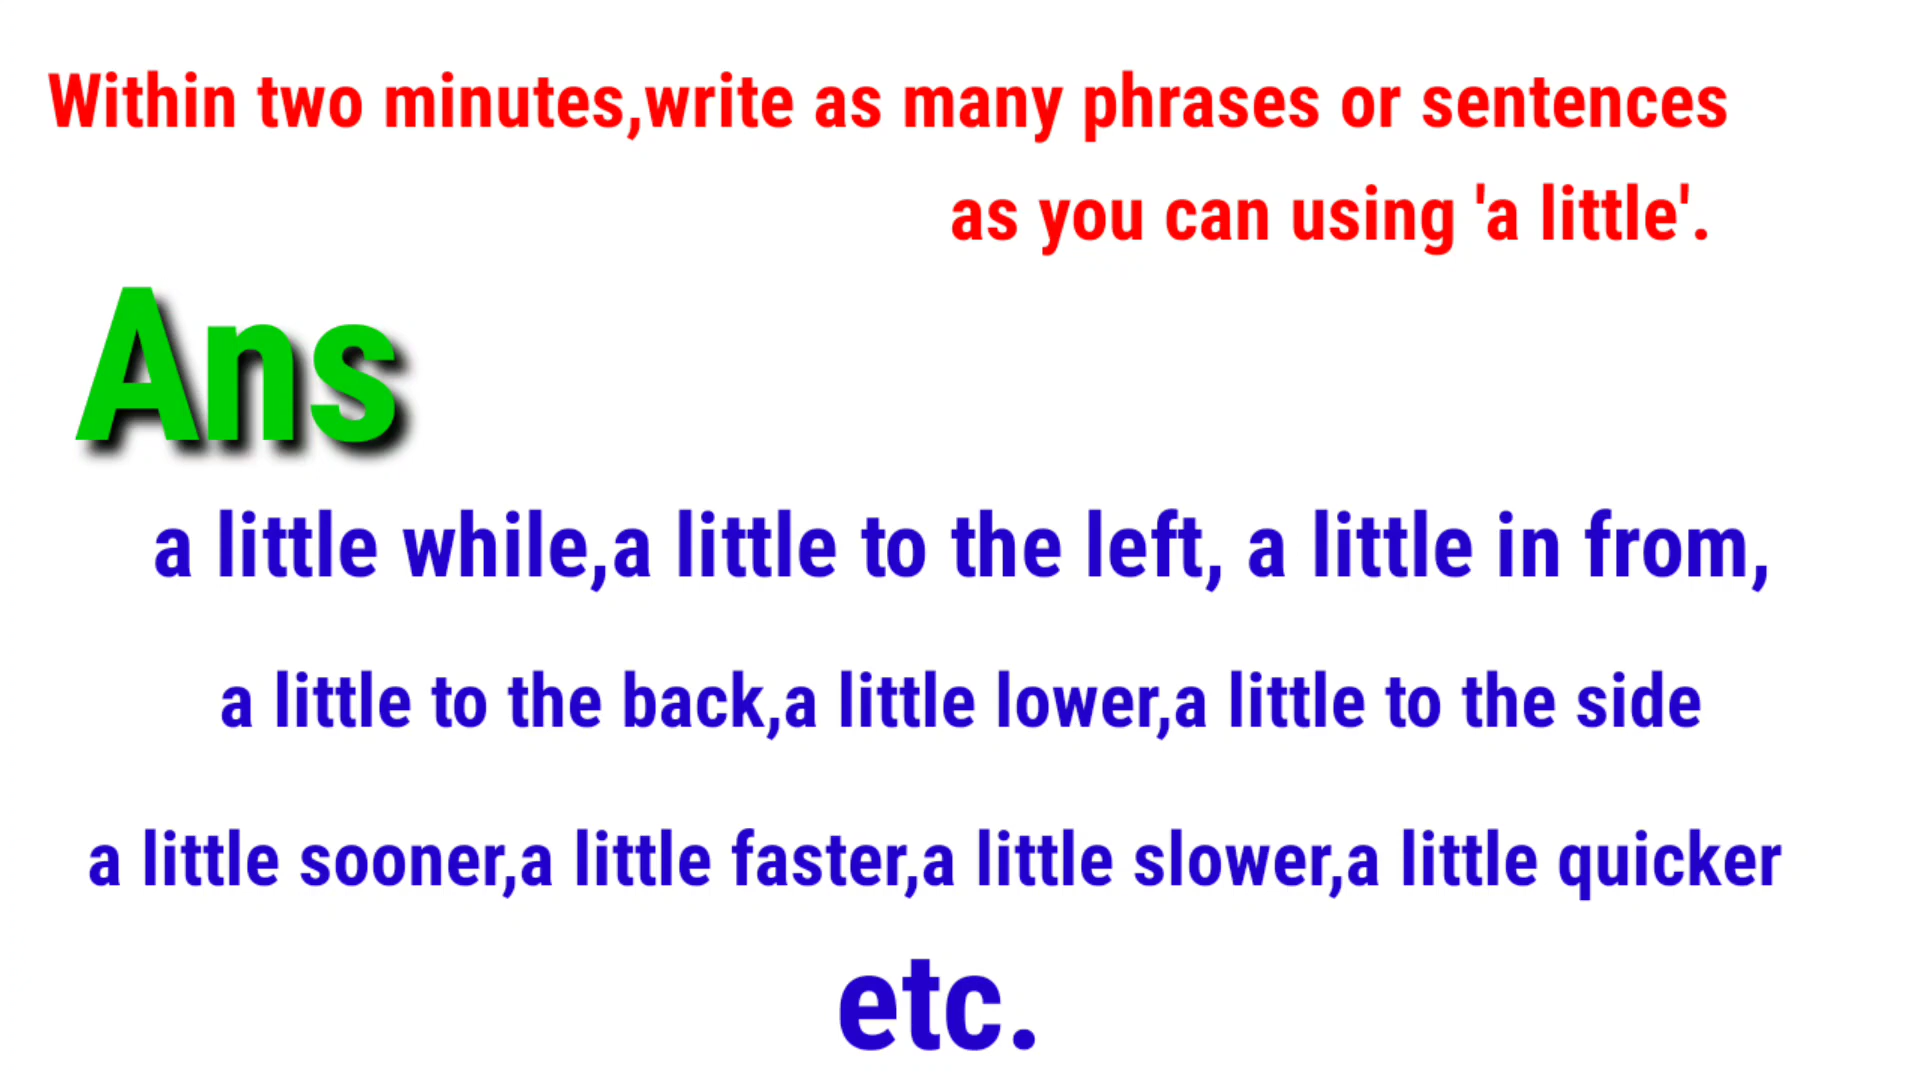 Within two minutes,write as many phrases or sentences
as you can using 'a little'.
Ans
a little while,a little to the left, a little in from,
a little to the back,a little lower,a little to the side
a little sooner,a little faster,a little slower,a little quicker
etc.